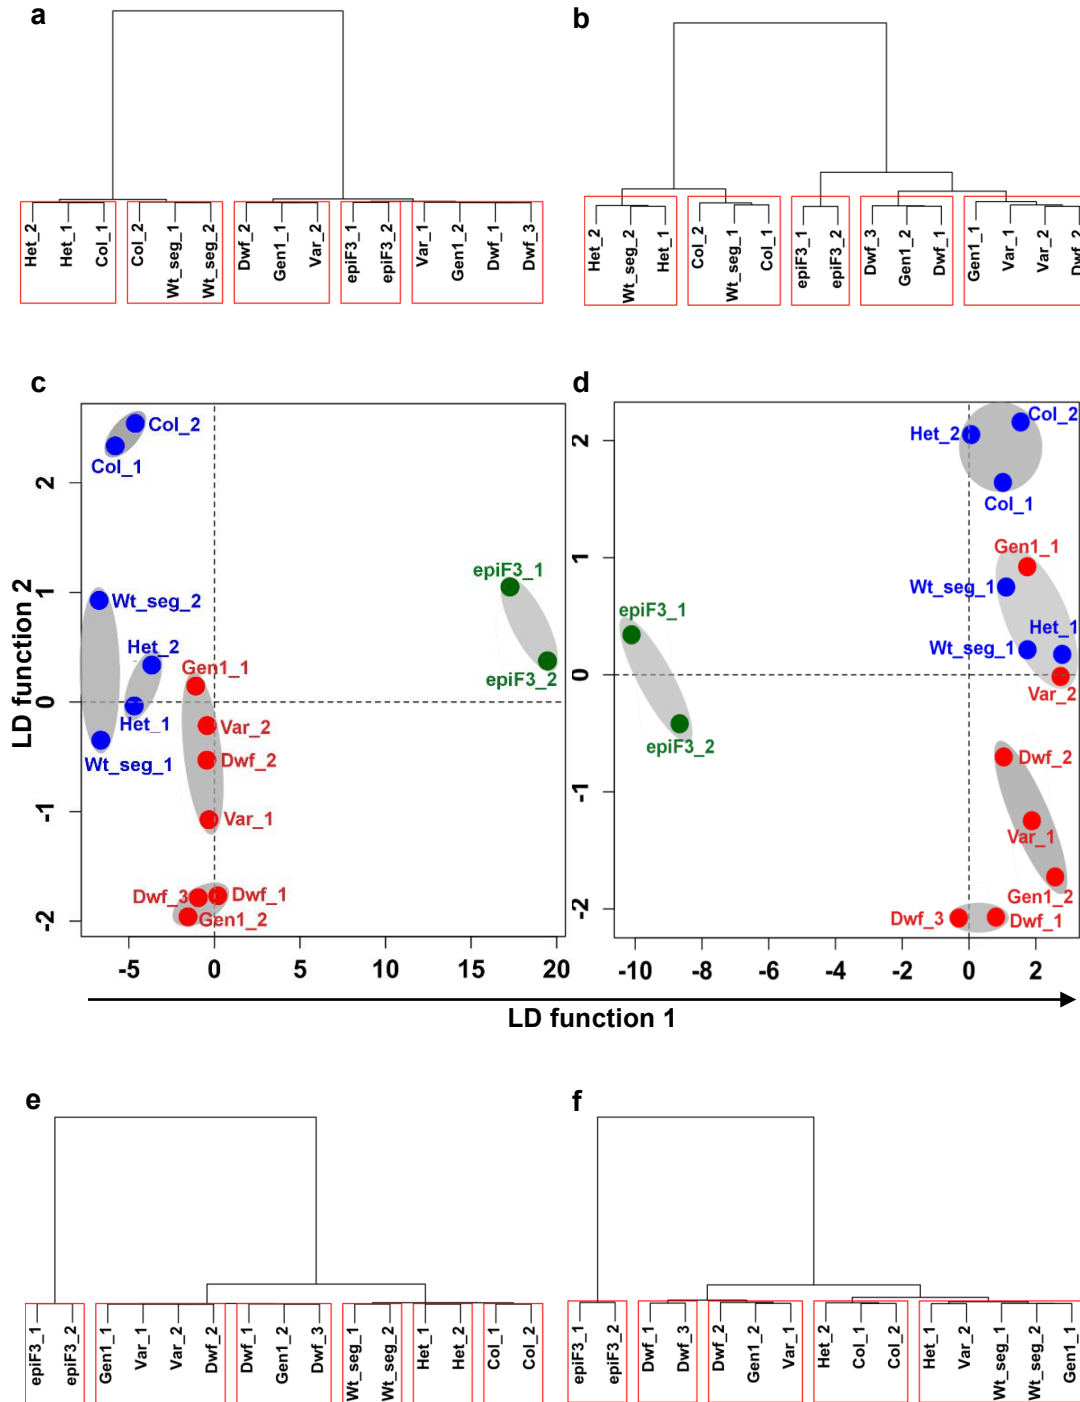 a
b
Het_2
Het_1
Col_1
Col_2
Wt_seg_1
Wt_seg_2
Dwf_2
Gen1_1
Var_2
epiF3_1
epiF3_2
Var_1
Gen1_2
Dwf_1
Dwf_3
Het_2
Wt_seg_2
Het_1
Col_2
Wt_seg_1
Col_1
epiF3_1
epiF3_2
Dwf_3
Gen1_2
Dwf_1
Gen1_1
Var_1
Var_2
Dwf_2
c
Col_2
Col_1
epiF3_1
Wt_seg_2
Het_2
Gen1_1
epiF3_2
Het_1
Var_2
Wt_seg_1
Dwf_2
Var_1
Dwf_3
Dwf_1
Gen1_2
2
1
0
-1
-2
LD function 2
-5
0
5
10
15
20
d
Col_2
Het_2
Col_1
Gen1_1
Wt_seg_1
epiF3_1
Het_1
Wt_seg_1
Var_2
epiF3_2
Dwf_2
Var_1
Gen1_2
Dwf_3
Dwf_1
2
1
0
-1
-2
-10
-8
-6
-4
-2
0
2
LD function 1
e
f
epiF3_1
epiF3_2
Gen1_1
Var_1
Var_2
Dwf_2
Dwf_1
Gen1_2
Dwf_3
Wt_seg_1
Wt_seg_2
Het_1
Het_2
Col_1
Col_2
epiF3_1
epiF3_2
Dwf_1
Dwf_3
Dwf_2
Gen1_2
Var_1
Het_2
Col_1
Col_2
Het_1
Var_2
Wt_seg_1
Wt_seg_2
Gen1_1